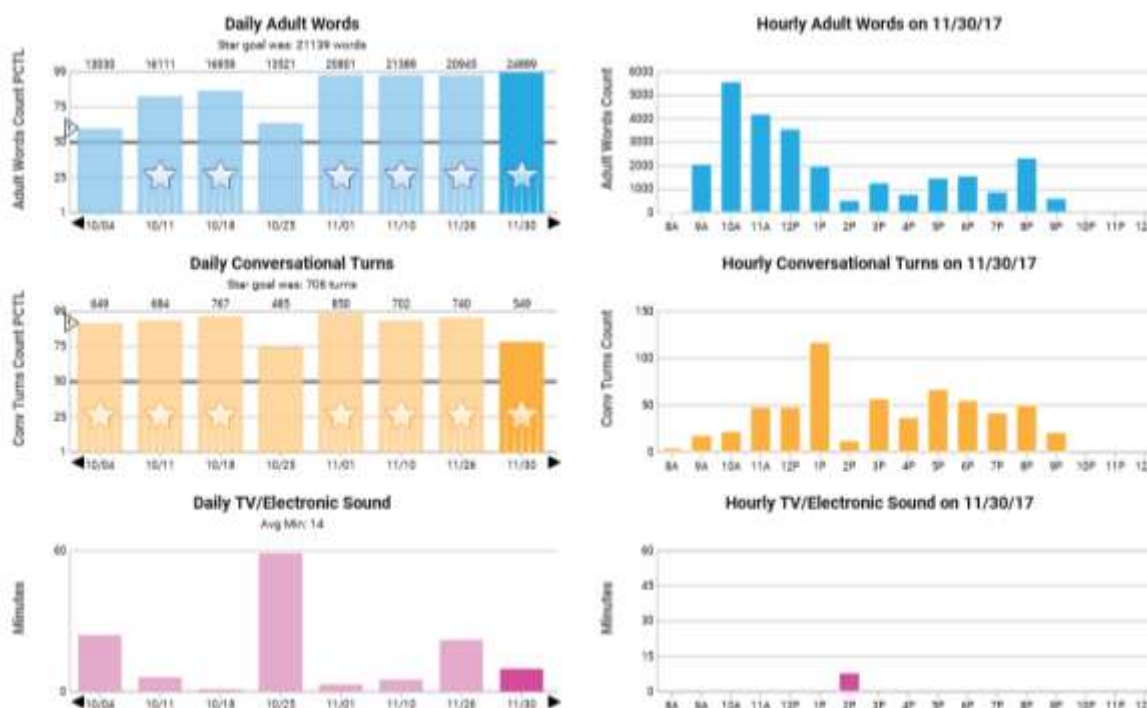 Daily Adult Words
Star goal was: 21139 words
Adult Words Count PCTL
99
75
50
25
1
13030 16111 16939 13521 20801 21389 20945 24899
10/04 10/11 10/18 10/25 11/01 11/10 11/26 11/30
Hourly Adult Words on 11/30/17
Adult Words Count
6000
5000
4000
3000
2000
1000
0
8A 9A 10A 11A 12P 1P 2P 3P 4P 5P 6P 7P 8P 9P 10P 11P 12
Daily Conversational Turns
Star goal was: 706 turns
Conv Turns Count PCTL
99
75
50
25
1
649 684 767 485 850 702 740 549
10/04 10/11 10/18 10/25 11/01 11/10 11/26 11/30
Hourly Conversational Turns on 11/30/17
Conv Turns Count
150
100
50
0
8A 9A 10A 11A 12P 1P 2P 3P 4P 5P 6P 7P 8P 9P 10P 11P 12
Daily TV/Electronic Sound
Avg Min: 14
Minutes
60
0
10/04 10/11 10/18 10/25 11/01 11/10 11/26 11/30
Hourly TV/Electronic Sound on 11/30/17
Minutes
60
45
30
15
0
8A 9A 10A 11A 12P 1P 2P 3P 4P 5P 6P 7P 8P 9P 10P 11P 12